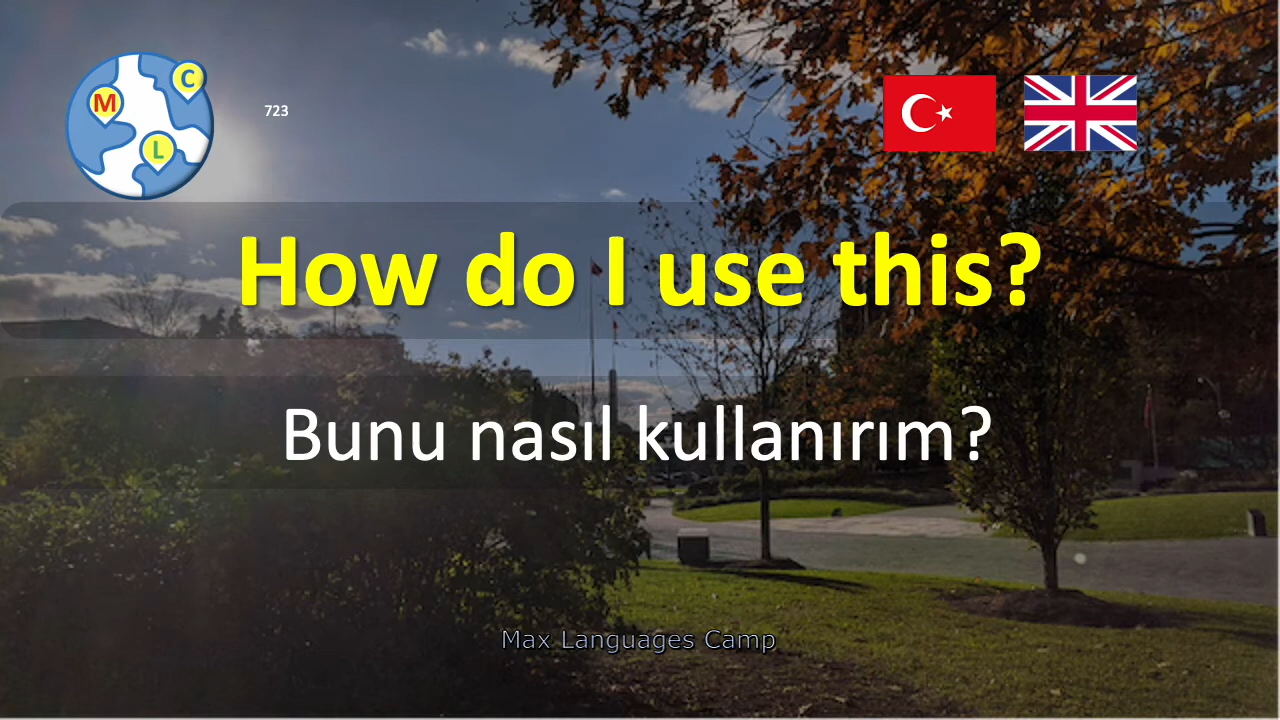 C
M
L
723
How do I use this?
Bunu nasıl kullanırım?
Max Languages Camp